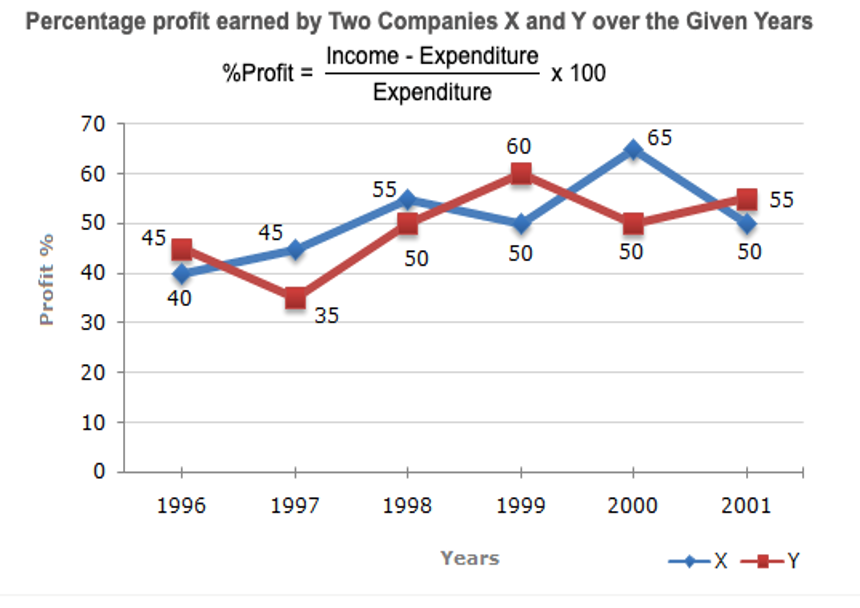 Percentage profit earned by Two Companies X and Y over the Given Years
%Profit = Income - Expenditure x 100
Expenditure
70
60
50
40
30
20
10
0
Profit %
45
40
45
35
55
50
60
50
65
50
55
50
1996 1997 1998 1999 2000 2001
Years
X Y